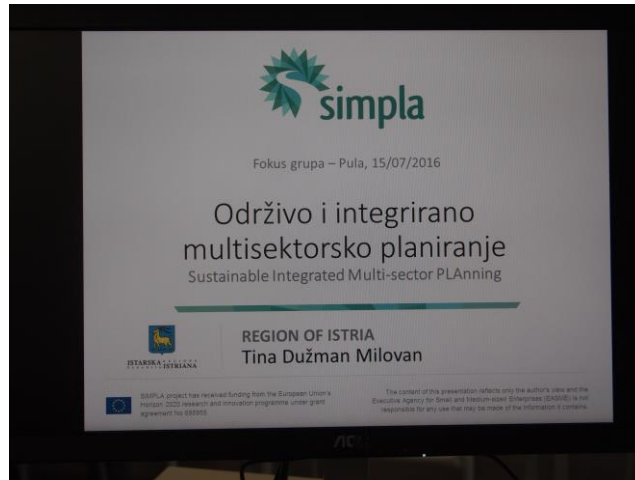 simpla
Fokus grupa – Pula, 15/07/2016
Održivo i integrirano
multisektorsko planiranje
Sustainable Integrated Multi-sector PLAnning
REGION OF ISTRIA
Tina Dužman Milovan
ISTARSKA
ISTRIANA
SIMPLA project has received funding from the European Union's
Horizon 2020 research and innovation programme under grant
agreement No
The content of this presentation reflects only the author's view and the
Executive Agency for Small and Medium-sized Enterprises (EASME) is not
responsible for any use that may be made of the information it contains.